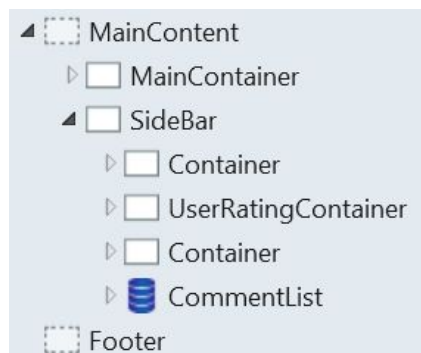 MainContent
MainContainer
SideBar
Container
UserRatingContainer
Container
CommentList
Footer